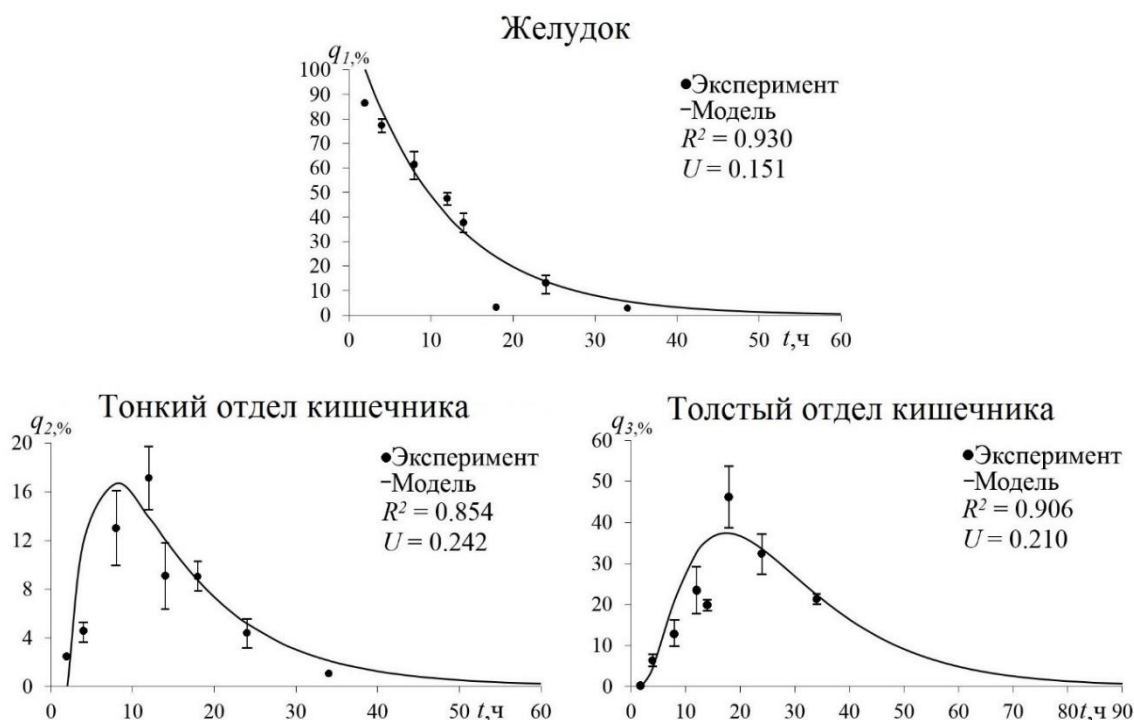 Желудок
q1,%
100
90
80
70
60
50
40
30
20
10
0
0 10 20 30 40 50 t,ч 60
●Эксперимент
–Модель
R² = 0.930
U = 0.151
Тонкий отдел кишечника
q2,%
20
16
12
8
4
0
0 10 20 30 40 50 t,ч 60
●Эксперимент
–Модель
R² = 0.854
U = 0.242
Толстый отдел кишечника
q3,%
60
50
40
30
20
10
0
0 10 20 30 40 50 60 70 80 t,ч 90
●Эксперимент
–Модель
R² = 0.906
U = 0.210